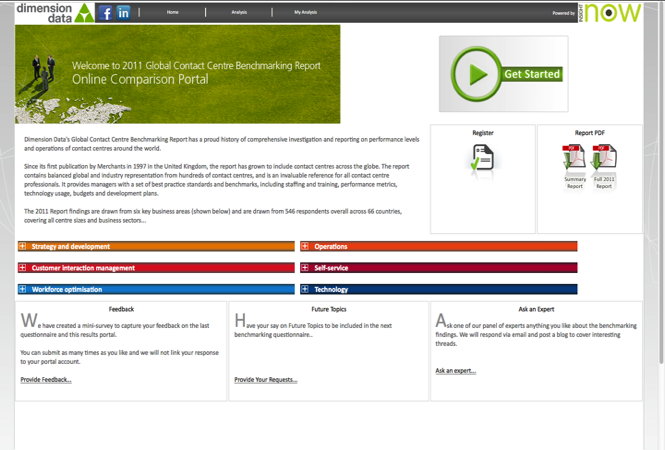 dimension
data
f
in
Home
Analysis
My Analysis
Powered by
INSIGHT
now
Welcome to 2011 Global Contact Centre Benchmarking Report
Online Comparison Portal
Get Started
Dimension Data's Global Contact Centre Benchmarking Report has a proud history of comprehensive investigation and reporting on performance levels
and operations of contact centres around the world.
Since its first publication by Merchants in 1997 in the United Kingdom, the report has grown to include contact centres across the globe. The report
contains balanced global and industry representation from hundreds of contact centres, and is an invaluable reference for all contact centre
professionals. It provides managers with a set of best practice standards and benchmarks, including staffing and training, performance metrics,
technology usage, budgets and development plans.
The 2011 Report findings are drawn from six key business areas (shown below) and are drawn from 546 respondents overall across 66 countries,
covering all centre sizes and business sectors...
Register
Report PDF
PDF
PDF
Summary
Report
Full 2011
Report
Strategy and development
Operations
Customer interaction management
Self-service
Workforce optimisation
Technology
Feedback
We have created a mini-survey to capture your feedback on the last
questionnaire and this results portal.
You can submit as many times as you like and we will not link your response
to your portal account.
Provide Feedback...
Future Topics
Have your say on Future Topics to be included in the next
benchmarking questionnaire..
Provide Your Requests...
Ask an Expert
Ask one of our panel of experts anything you like about the benchmarking
findings. We will respond via email and post a blog to cover interesting
threads.
Ask an expert...